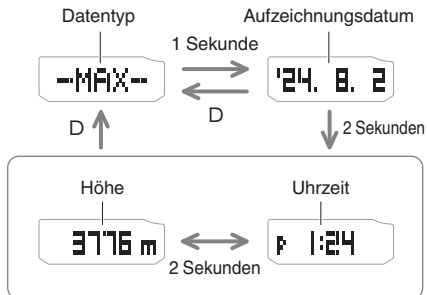 Datentyp
Aufzeichnungsdatum
1 Sekunde
-MAX-
'24. 8. 2
D
D
2 Sekunden
Höhe
Uhrzeit
3776 m
P 1:24
2 Sekunden